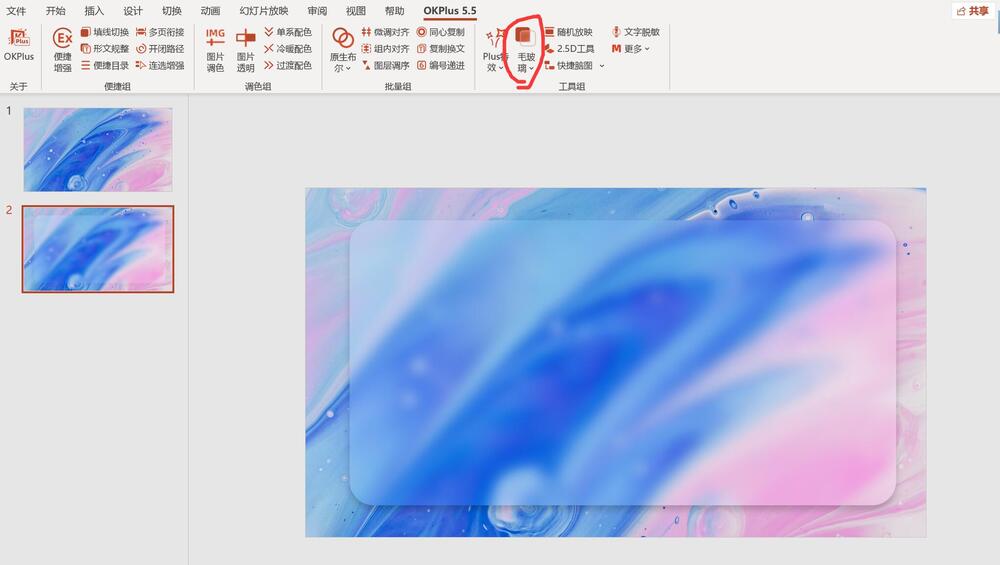 文件 开始 插入 设计 切换 动画 幻灯片放映 审阅 视图 帮助 OKPlus 5.5 共享
OKPlus
关于
Ex
便捷
增强
填线切换
形文规整
便捷目录
多页衔接
开闭路径
连选增强
便捷组
IMG
图片
调色
图片
透明
单系配色
冷暖配色
过渡配色
调色组
原生布
尔
微调对齐
组内对齐
图层调序
同心复制
复制换文
编号递进
批量组
Plus特
效
毛玻
璃
随机放映
2.5D工具
快捷脑图
文字脱敏
M 更多
工具组
1
2